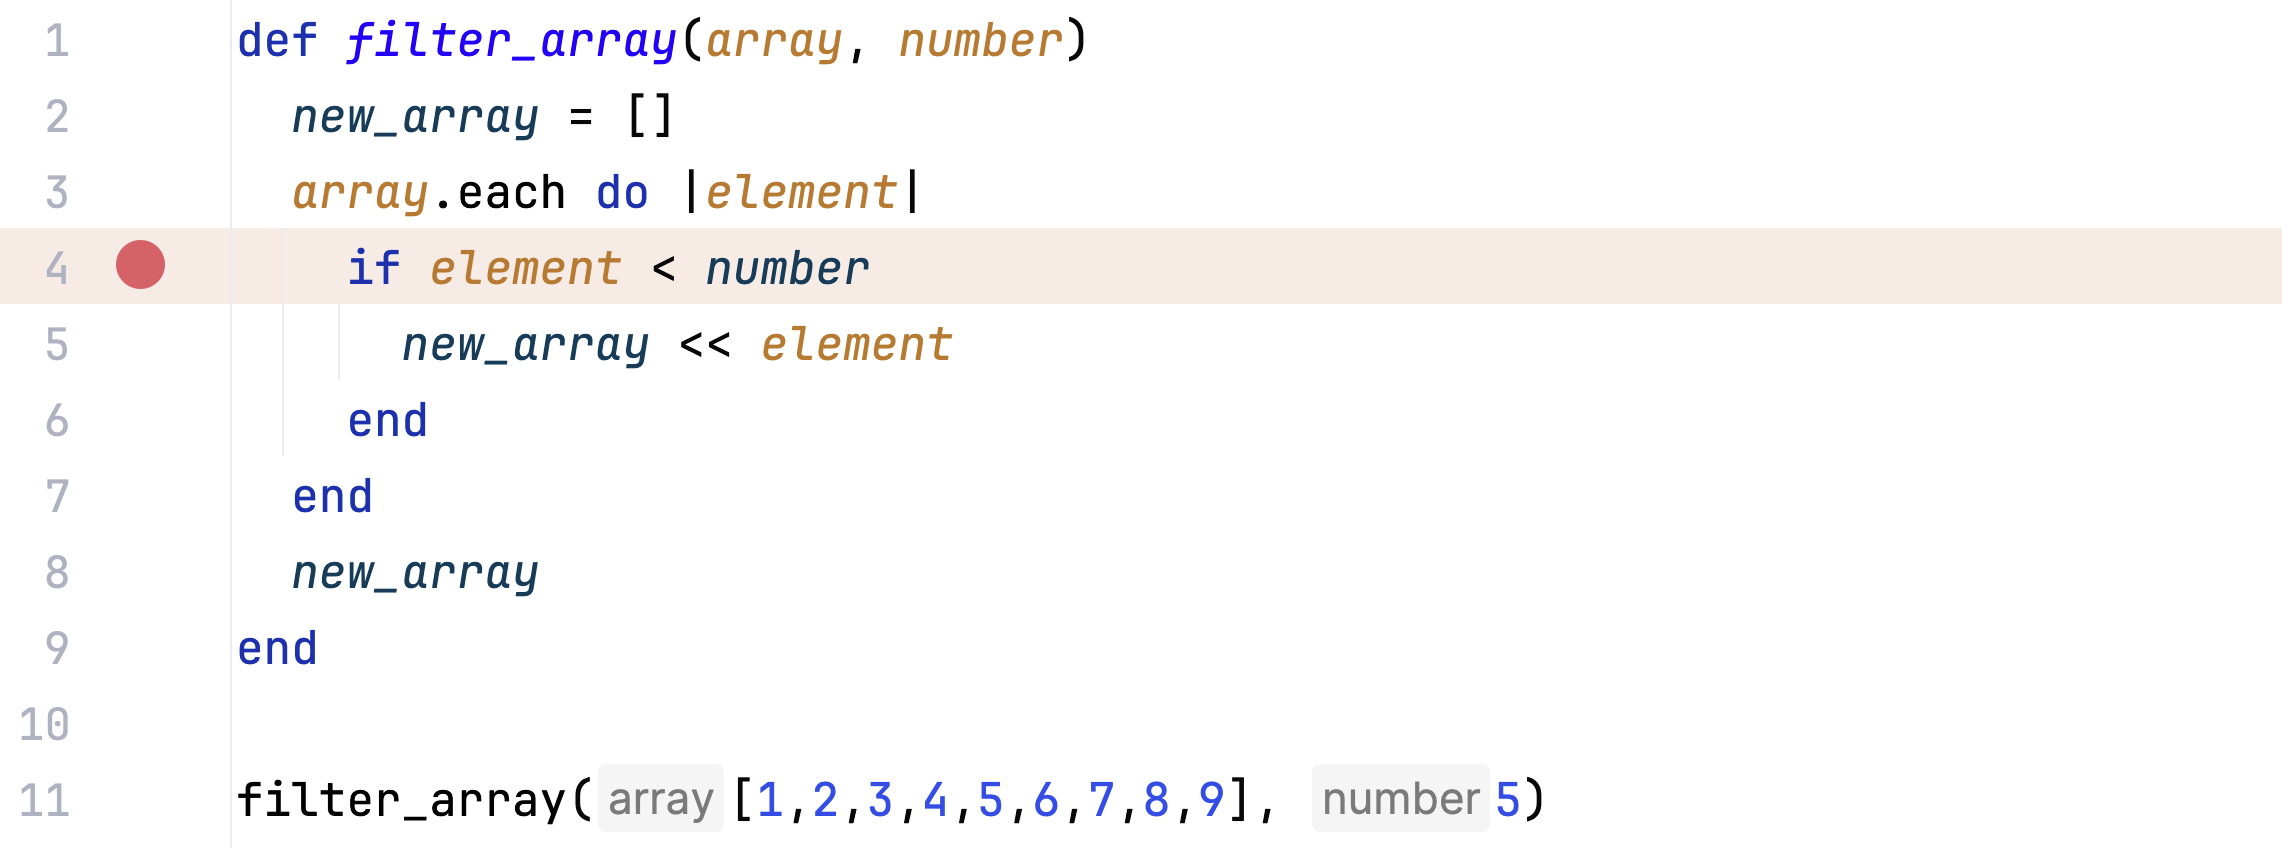 1 def filter_array(array, number)
2   new_array = []
3   array.each do |element|
4     if element < number
5       new_array << element
6     end
7   end
8   new_array
9 end
10
11 filter_array( array [1,2,3,4,5,6,7,8,9], number 5)